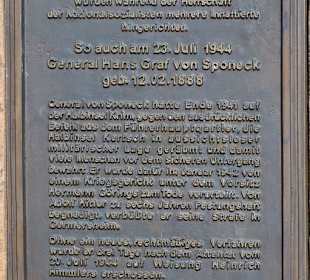 wurden während der Herrschaft
der Nationalsozialisten mehrere Inhaftierte
hingerichtet.
So auch am 23. Juli 1944
General Hans Graf von Sponeck
geb. 12.02.1888
General von Sponeck hatte Ende 1941 auf
der Halbinsel Krim, gegen den ausdrücklichen
Befehl aus dem Führerhauptquartier, die
Halbinsel Kertsch in aussichtsloser
militärischer Lage geräumt und damit
viele Menschen vor dem sicheren Untergang
bewahrt. Er wurde dafür im Januar 1942 von
einem Kriegsgericht unter dem Vorsitz
Hermann Görings zum Tode verurteilt. Von
Adolf Hitler zu sechs Jahren Festungshaft
begnadigt, verbüßte er seine Strafe in
Germersheim.
Ohne ein neues rechtmäßiges Verfahren
wurde er drei Tage nach dem Attentat vom
20. Juli 1944 auf Weisung Heinrich
Himmlers erschossen.